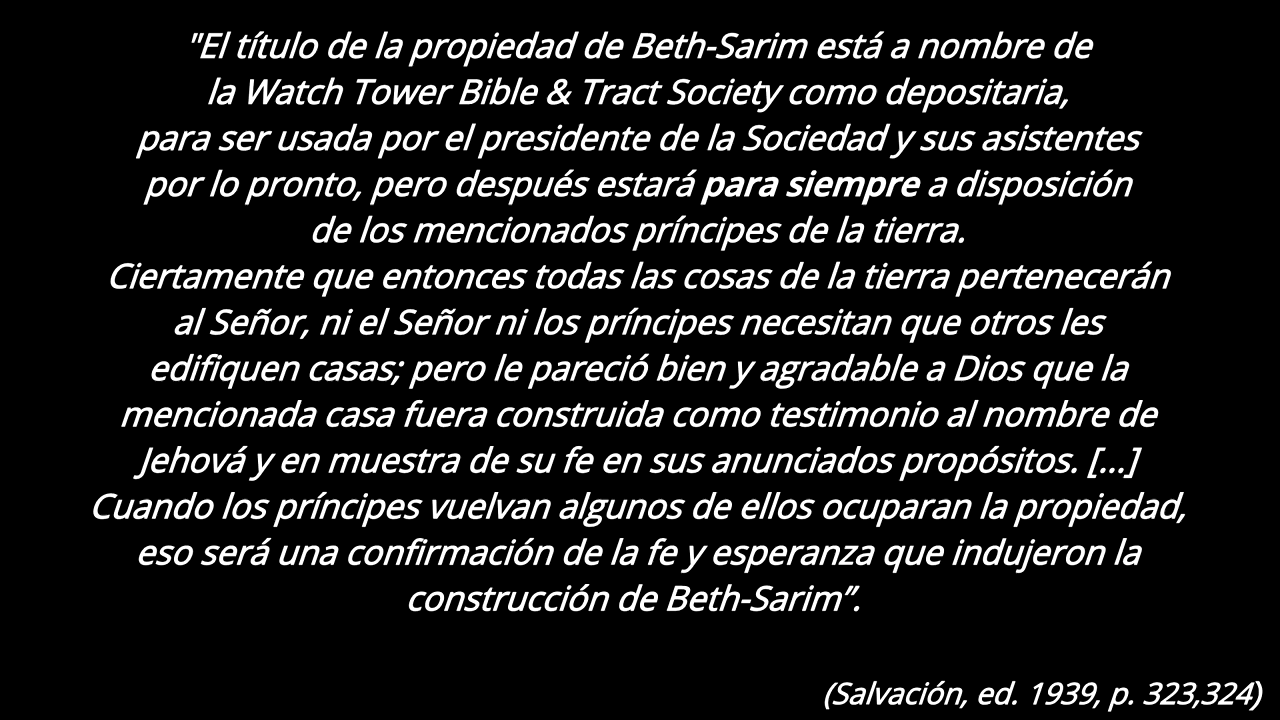 "El título de la propiedad de Beth-Sarim está a nombre de
la Watch Tower Bible & Tract Society como depositaria,
para ser usada por el presidente de la Sociedad y sus asistentes
por lo pronto, pero después estará para siempre a disposición
de los mencionados príncipes de la tierra.
Ciertamente que entonces todas las cosas de la tierra pertenecerán
al Señor, ni el Señor ni los príncipes necesitan que otros les
edifiquen casas; pero le pareció bien y agradable a Dios que la
mencionada casa fuera construida como testimonio al nombre de
Jehová y en muestra de su fe en sus anunciados propósitos. [...]
Cuando los príncipes vuelvan algunos de ellos ocuparan la propiedad,
eso será una confirmación de la fe y esperanza que indujeron la
construcción de Beth-Sarim”.
(Salvación, ed. 1939, p. 323,324)